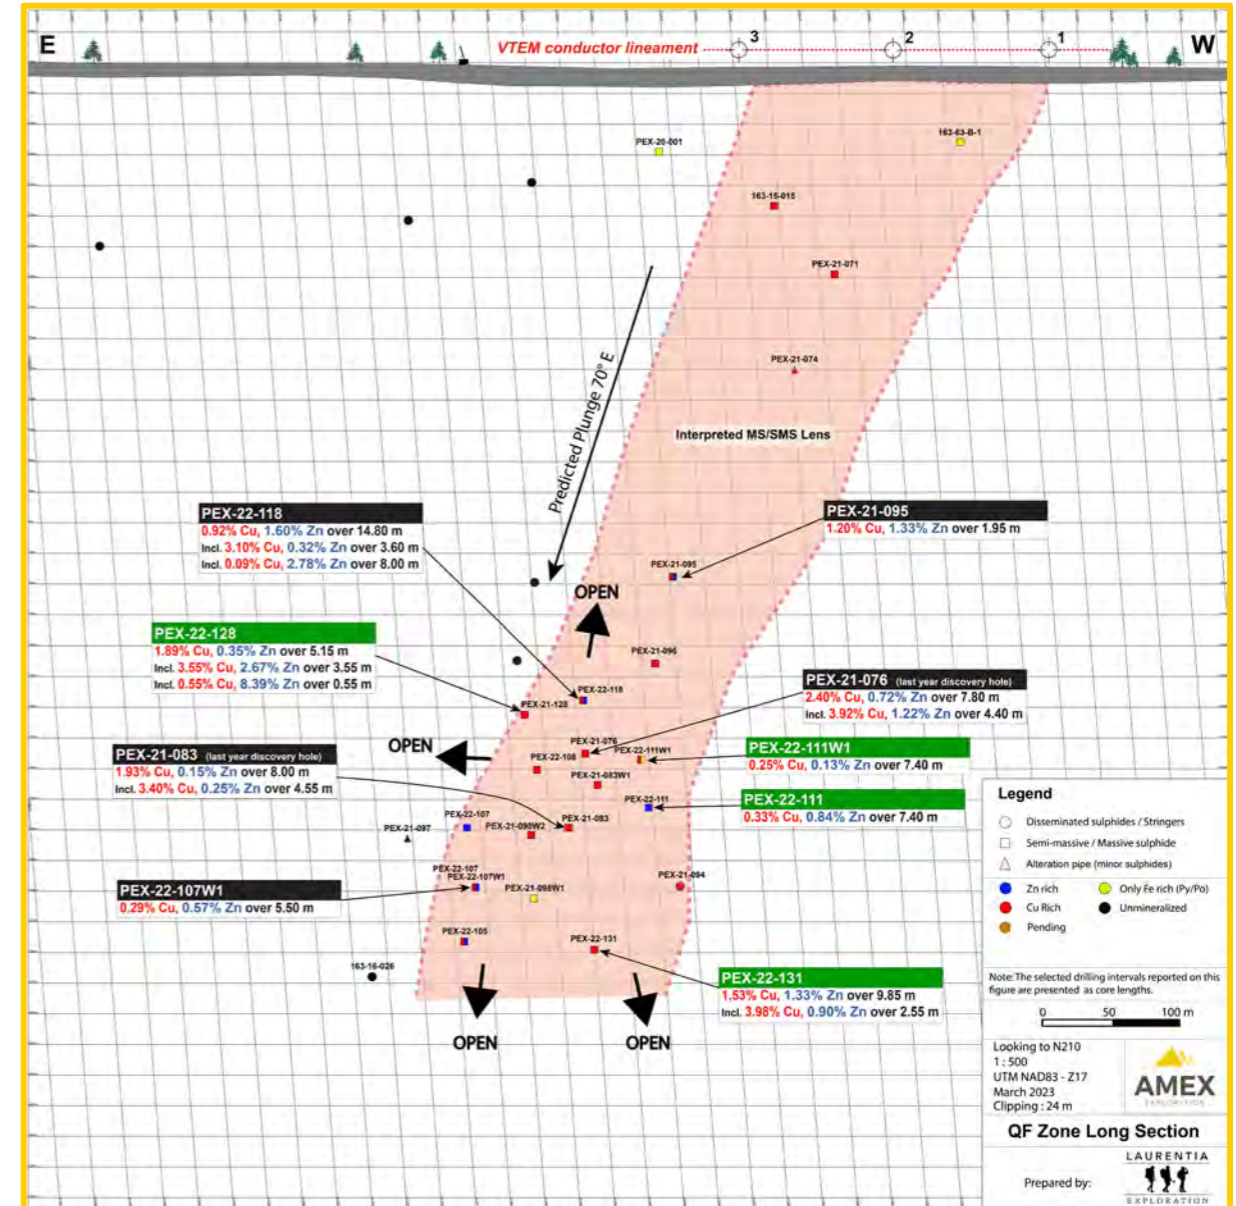 E
VTEM conductor lineament
3
2
1
W
PEX-20-001
163-63-B-1
163-15-015
PEX-21-071
PEX-21-074
Predicted Plunge 70° E
Interpreted MS/SMS Lens
PEX-22-118
0.92% Cu, 1.60% Zn over 14.80 m
Incl. 3.10% Cu, 0.32% Zn over 3.60 m
Incl. 0.09% Cu, 2.78% Zn over 8.00 m
PEX-21-095
1.20% Cu, 1.33% Zn over 1.95 m
PEX-21-095
OPEN
PEX-22-128
1.89% Cu, 0.35% Zn over 5.15 m
Incl. 3.55% Cu, 2.67% Zn over 3.55 m
Incl. 0.55% Cu, 8.39% Zn over 0.55 m
PEX-21-096
PEX-21-076 (last year discovery hole)
2.40% Cu, 0.72% Zn over 7.80 m
Incl. 3.92% Cu, 1.22% Zn over 4.40 m
PEX-22-118
PEX-21-128
OPEN
PEX-21-076
PEX-22-111W1
PEX-22-108
PEX-22-111W1
0.25% Cu, 0.13% Zn over 7.40 m
PEX-21-083 (last year discovery hole)
1.93% Cu, 0.15% Zn over 8.00 m
Incl. 3.40% Cu, 0.25% Zn over 4.55 m
PEX-21-083W1
PEX-22-111
PEX-22-111
0.33% Cu, 0.84% Zn over 7.40 m
PEX-22-107
PEX-21-097
PEX-21-098W2
PEX-21-083
PEX-22-107
PEX-22-107W1
PEX-21-094
PEX-22-107W1
0.29% Cu, 0.57% Zn over 5.50 m
PEX-21-098W1
PEX-22-105
PEX-22-131
163-16-026
PEX-22-131
1.53% Cu, 1.33% Zn over 9.85 m
Incl. 3.98% Cu, 0.90% Zn over 2.55 m
OPEN
OPEN
Legend
Disseminated sulphides / Stringers
Semi-massive / Massive sulphide
Alteration pipe (minor sulphides)
Zn rich
Only Fe rich (Py/Po)
Cu Rich
Unmineralized
Pending
Note: The selected drilling intervals reported on this
figure are presented as core lengths.
0 50 100 m
Looking to N210
1 : 500
UTM NAD83 - Z17
March 2023
Clipping : 24 m
AMEX
EXPLORATION
QF Zone Long Section
Prepared by:
LAURENTIA
EXPLORATION